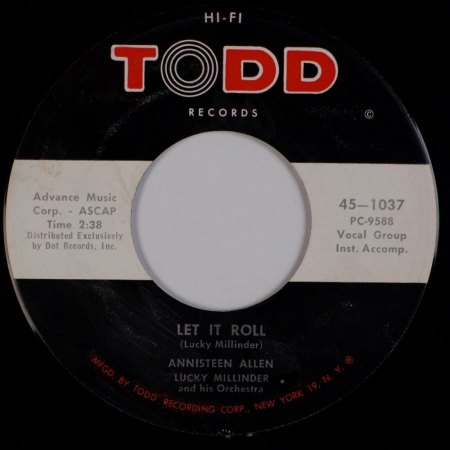 HI-FI
TODD
RECORDS
©
Advance Music
Corp. - ASCAP
Time 2:38
Distributed Exclusively
by Dot Records, Inc.
45—1037
PC-9588
Vocal Group
Inst. Accomp.
LET IT ROLL
(Lucky Millinder)
ANNISTEEN ALLEN
LUCKY MILLINDER
and his Orchestra
MFGD. BY TODD RECORDING CORP., NEW YORK 19, N. Y. ®